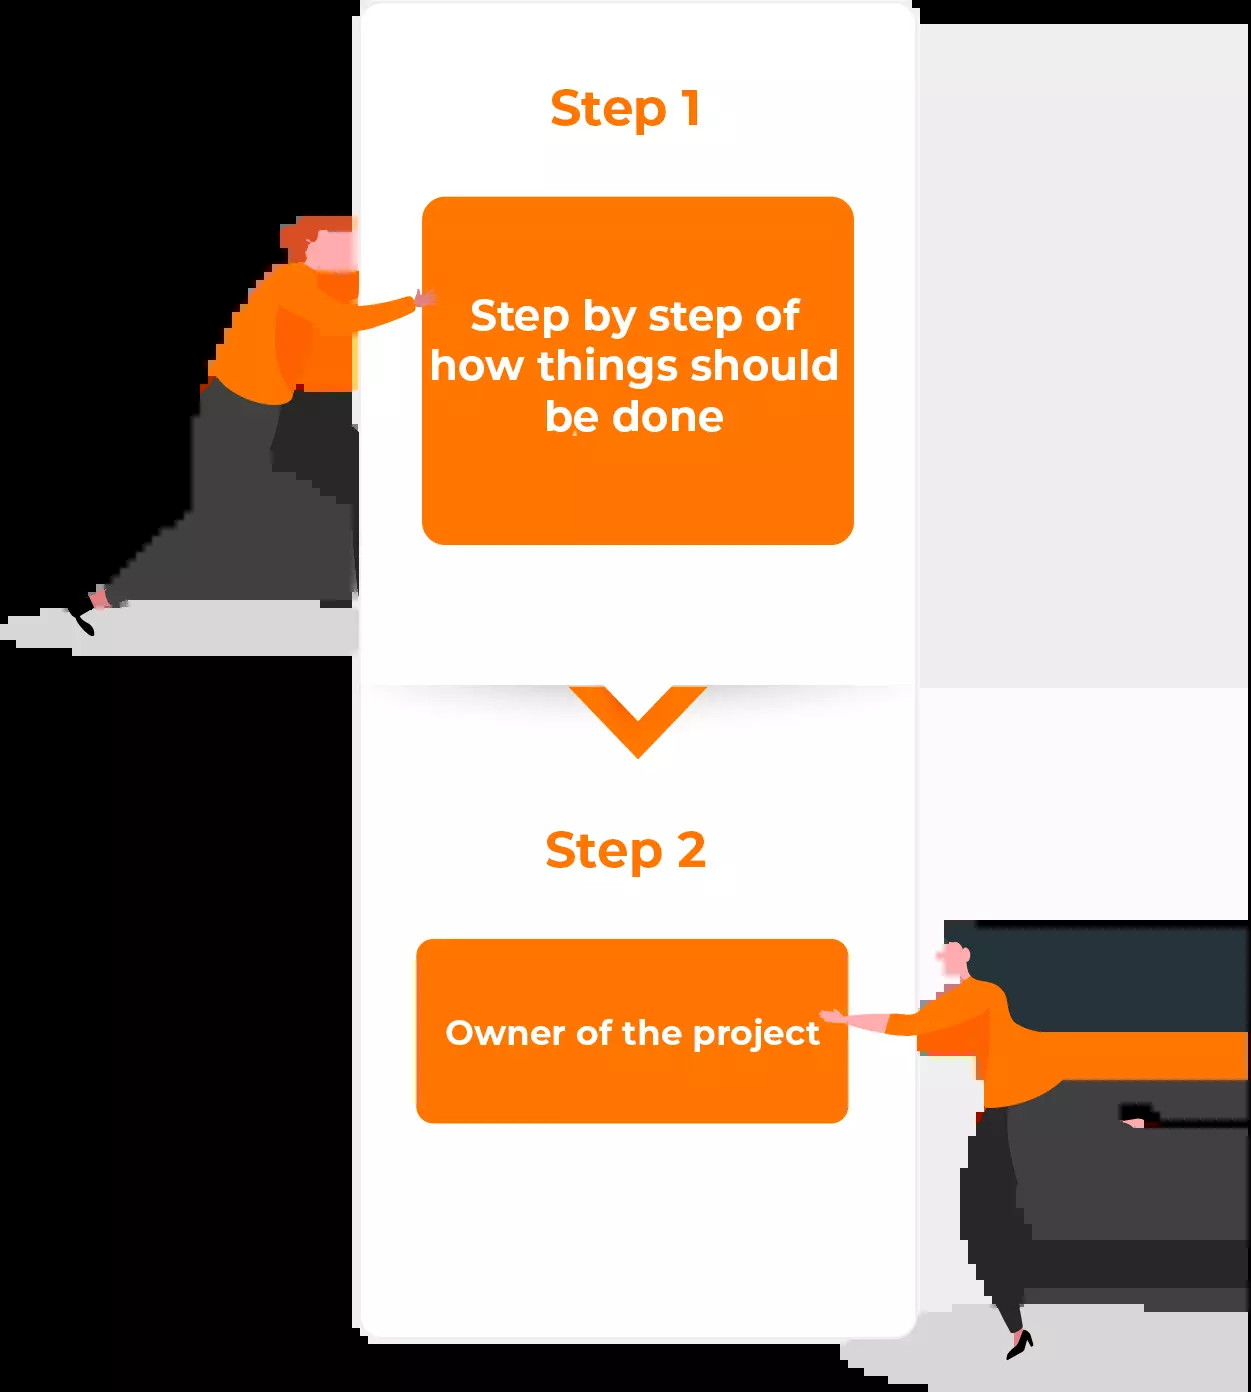 Step 1
Step by step of
how things should
be done
Step 2
Owner of the project